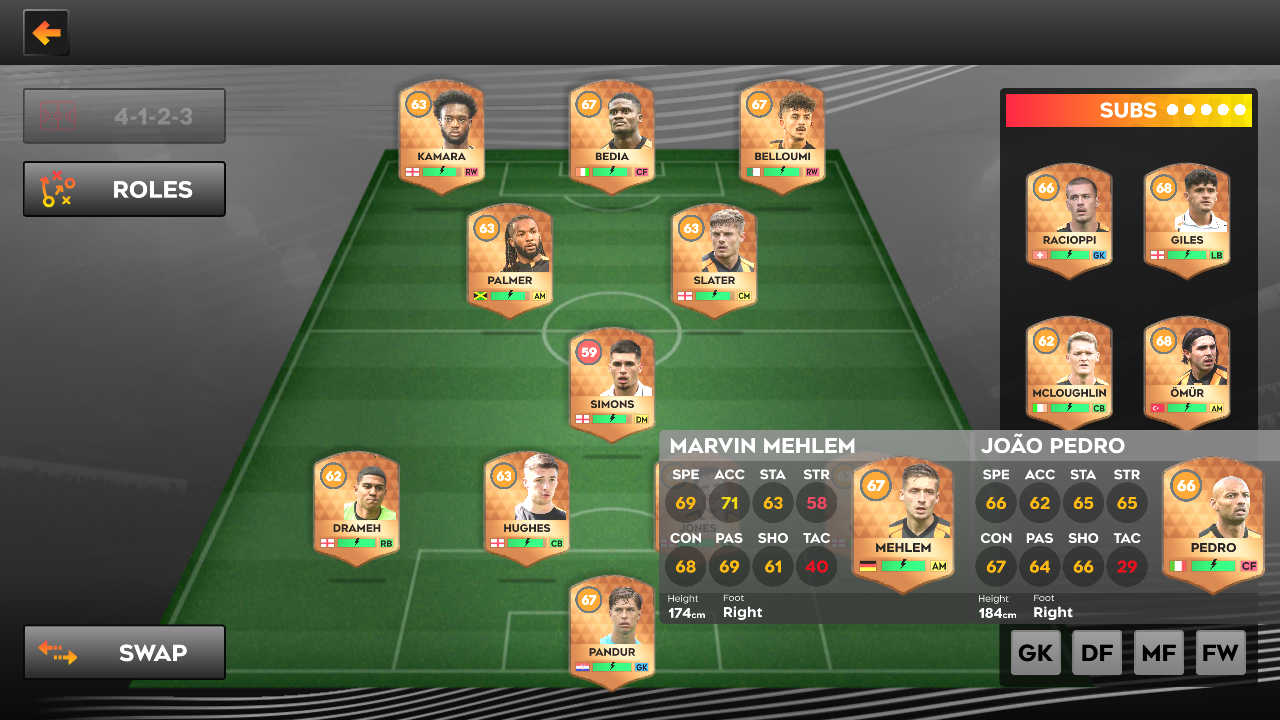 4-1-2-3
ROLES
SWAP
63
KAMARA
RW
67
BEDIA
CF
67
BELLOUMI
RW
63
PALMER
AM
63
SLATER
CM
59
SIMONS
DM
62
DRAMEH
RB
63
HUGHES
CB
JONES
67
PANDUR
GK
SUBS
66
RACIOPPI
GK
68
GILES
LB
62
MCLOUGHLIN
CB
68
ÖMÜR
AM
MARVIN MEHLEM
SPE ACC STA STR
69 71 63 58
CON PAS SHO TAC
68 69 61 40
Height Foot
174cm Right
67
MEHLEM
AM
JOÃO PEDRO
SPE ACC STA STR
66 62 65 65
CON PAS SHO TAC
67 64 66 29
Height Foot
184cm Right
66
PEDRO
CF
GK DF MF FW